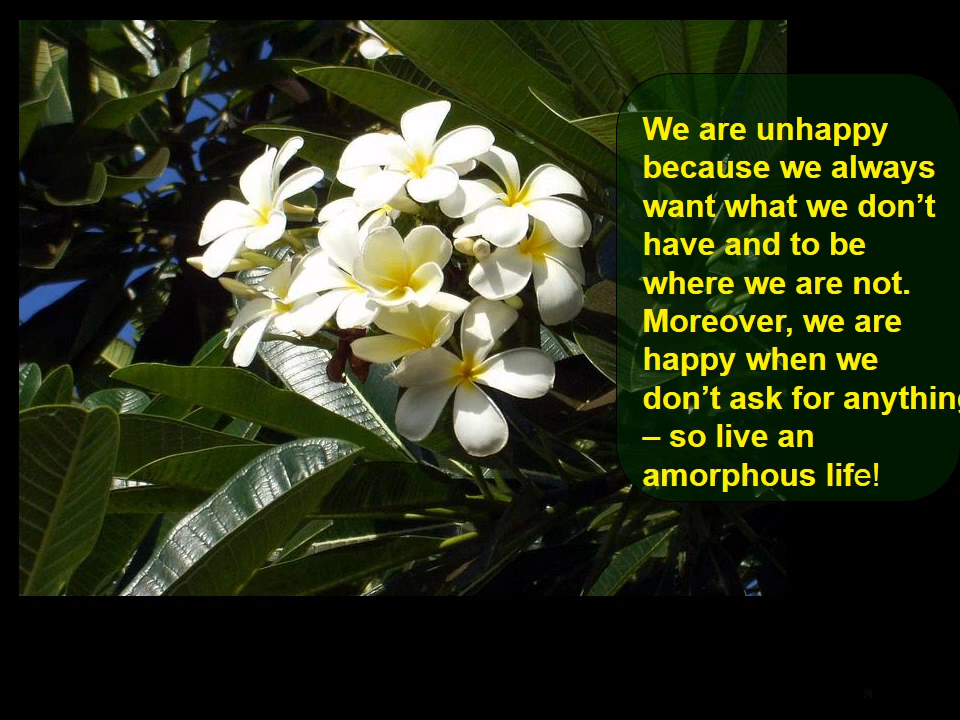 We are unhappy
because we always
want what we don’t
have and to be
where we are not.
Moreover, we are
happy when we
don’t ask for anything
– so live an
amorphous life!